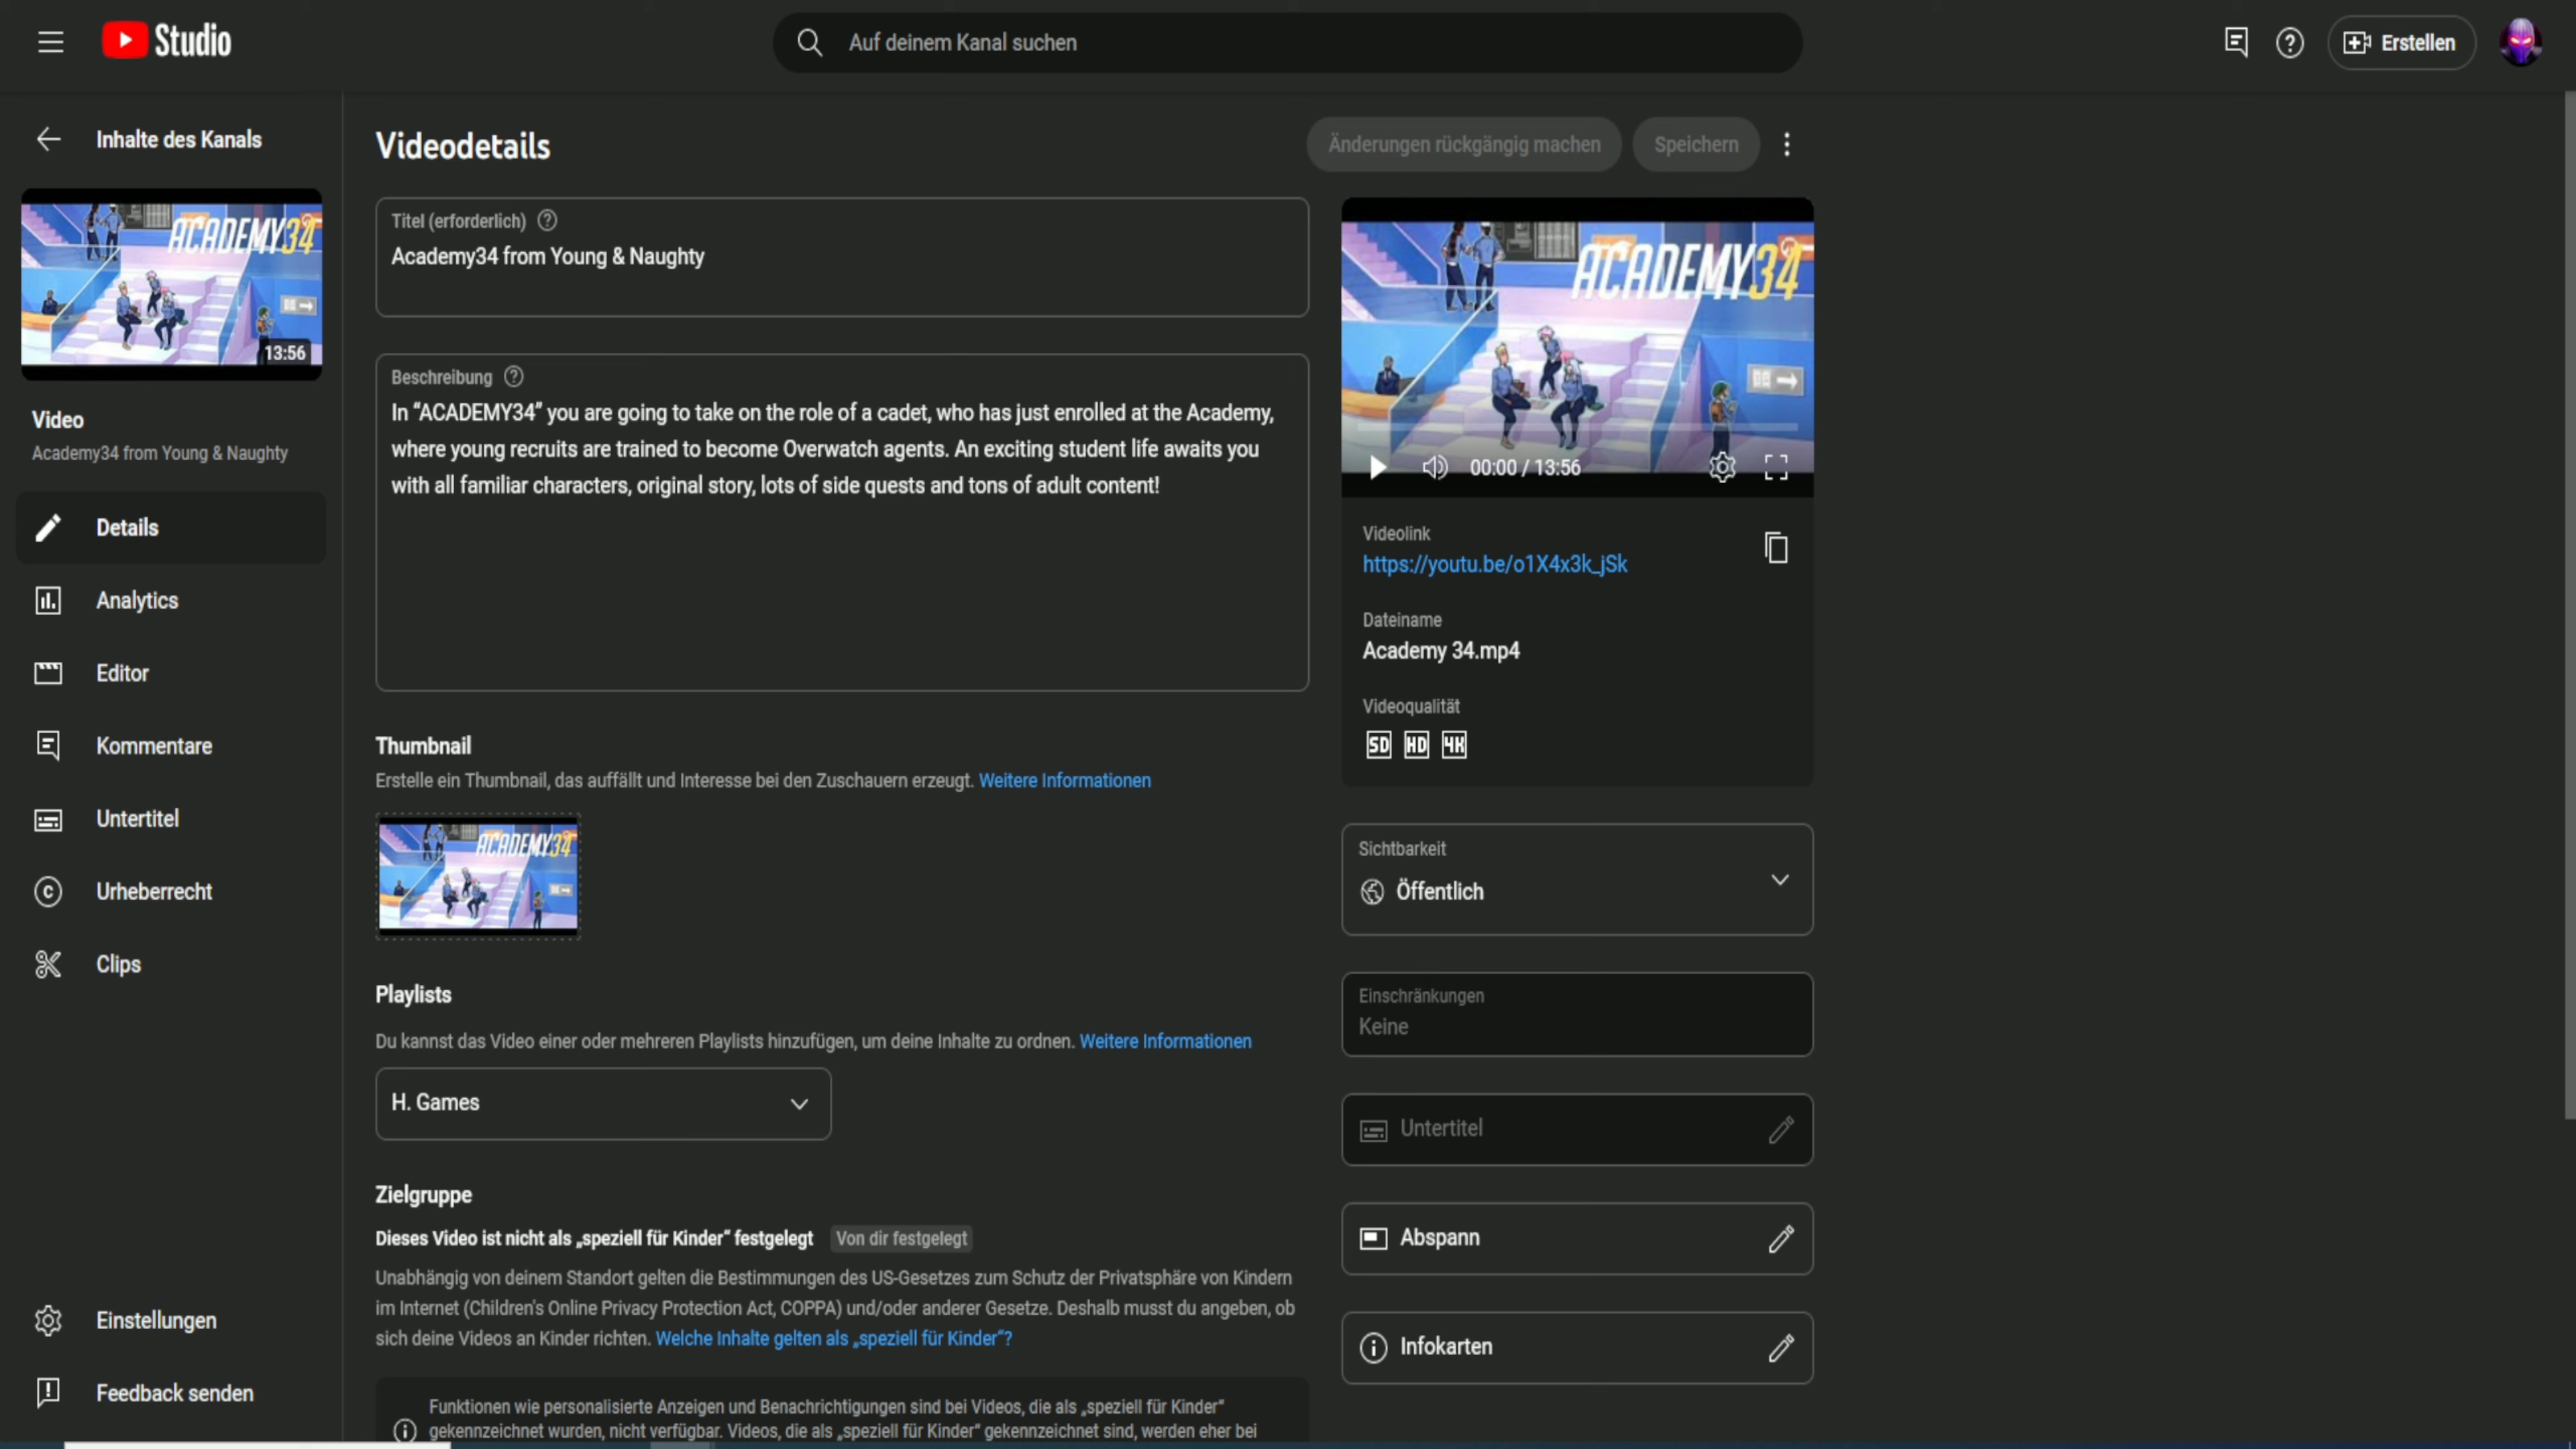 Studio
Auf deinem Kanal suchen
Erstellen
Inhalte des Kanals
ACADEMY34
13:56
Video
Academy34 from Young & Naughty
Details
Analytics
Editor
Kommentare
Untertitel
Urheberrecht
Clips
Einstellungen
Feedback senden
Videodetails
Änderungen rückgängig machen
Speichern
Titel (erforderlich)
Academy34 from Young & Naughty
Beschreibung
In “ACADEMY34” you are going to take on the role of a cadet, who has just enrolled at the Academy,
where young recruits are trained to become Overwatch agents. An exciting student life awaits you
with all familiar characters, original story, lots of side quests and tons of adult content!
Thumbnail
Erstelle ein Thumbnail, das auffällt und Interesse bei den Zuschauern erzeugt. Weitere Informationen
ACADEMY34
Playlists
Du kannst das Video einer oder mehreren Playlists hinzufügen, um deine Inhalte zu ordnen. Weitere Informationen
H. Games
Zielgruppe
Dieses Video ist nicht als „speziell für Kinder“ festgelegt Von dir festgelegt
Unabhängig von deinem Standort gelten die Bestimmungen des US-Gesetzes zum Schutz der Privatsphäre von Kindern
im Internet (Children's Online Privacy Protection Act, COPPA) und/oder anderer Gesetze. Deshalb musst du angeben, ob
sich deine Videos an Kinder richten. Welche Inhalte gelten als „speziell für Kinder“?
Funktionen wie personalisierte Anzeigen und Benachrichtigungen sind bei Videos, die als „speziell für Kinder“
gekennzeichnet wurden, nicht verfügbar. Videos, die als „speziell für Kinder“ gekennzeichnet sind, werden eher bei
ACADEMY34
00:00 / 13:56
Videolink
https://youtu.be/o1X4x3k_jSk
Dateiname
Academy 34.mp4
Videoqualität
SD HD 4K
Sichtbarkeit
Öffentlich
Einschränkungen
Keine
Untertitel
Abspann
Infokarten